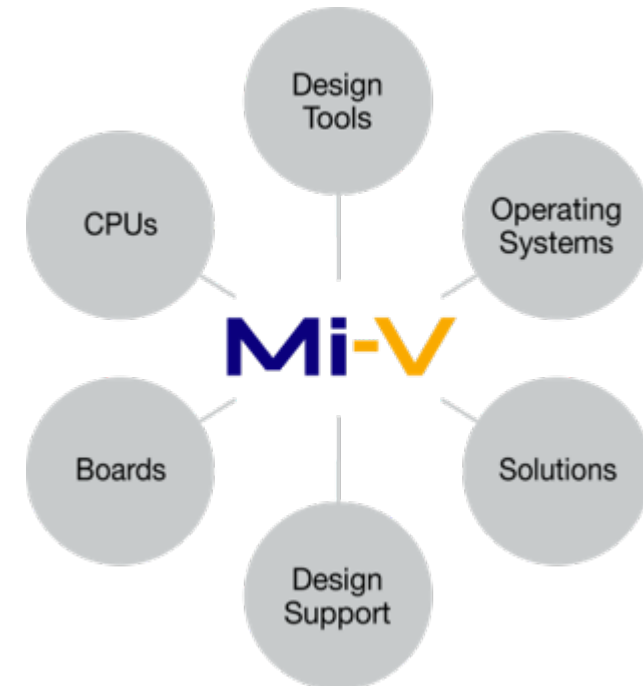 Design
Tools
CPUs
Operating
Systems
Mi-V
Boards
Solutions
Design
Support